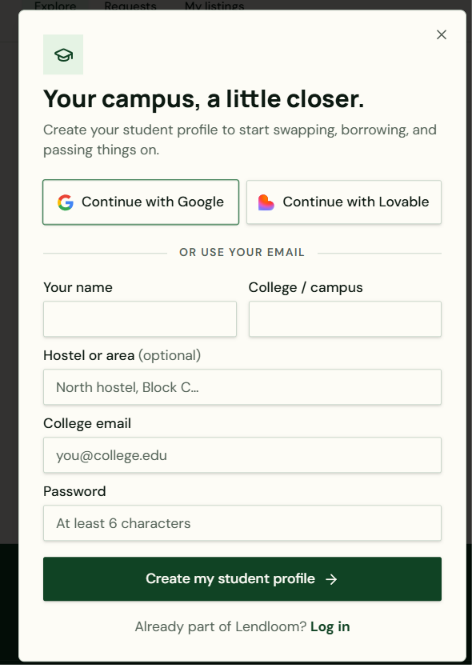 Explore Requests My listings
Your campus, a little closer.
Create your student profile to start swapping, borrowing, and
passing things on.
Continue with Google Continue with Lovable
OR USE YOUR EMAIL
Your name College / campus
Hostel or area (optional)
North hostel, Block C...
College email
you@college.edu
Password
At least 6 characters
Create my student profile →
Already part of Lendloom? Log in